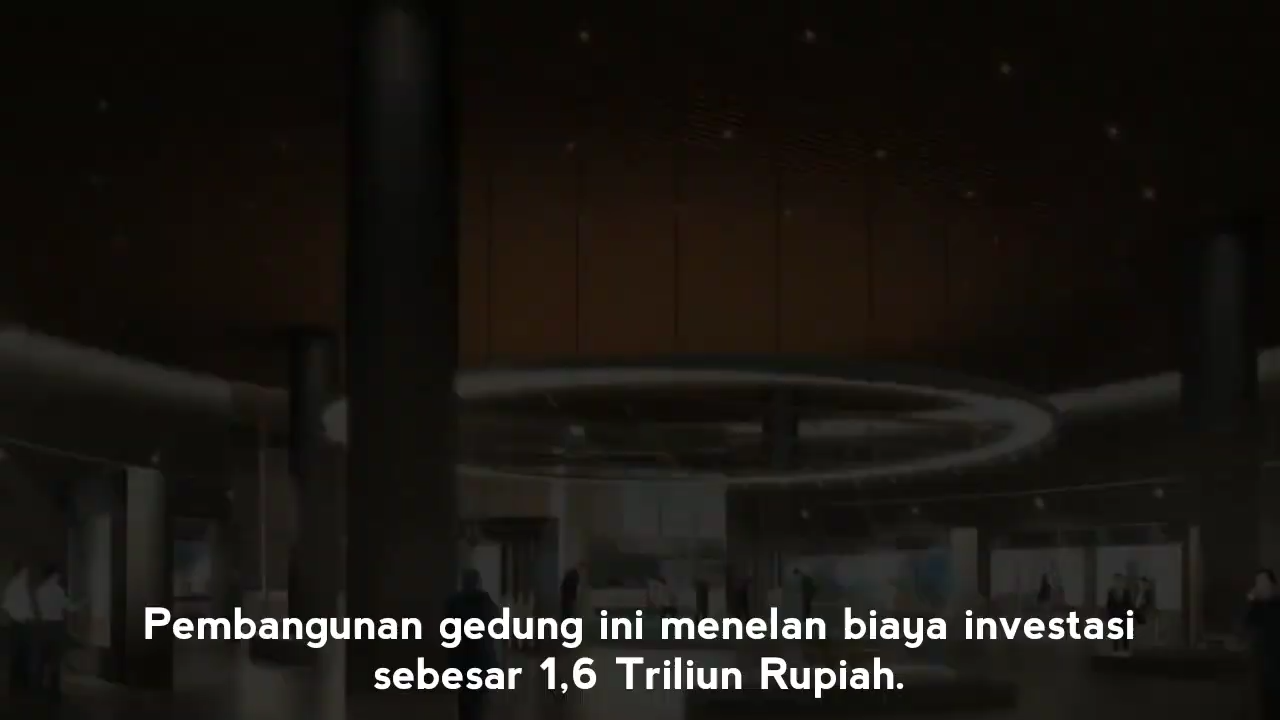 Pembangunan gedung ini menelan biaya investasi
sebesar 1,6 Triliun Rupiah.